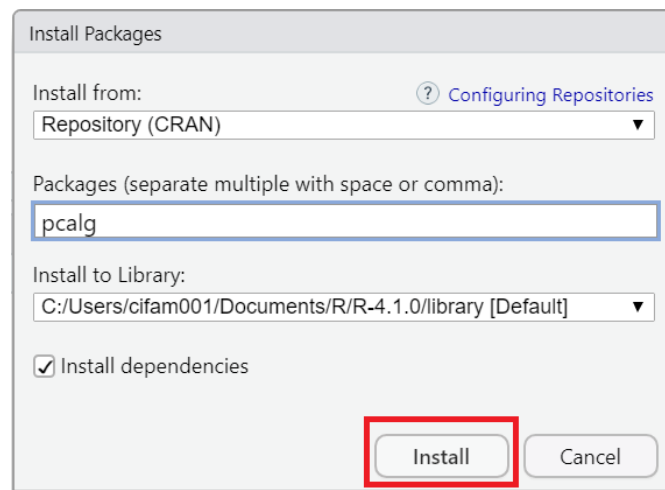 Install Packages
Install from:
? Configuring Repositories
Repository (CRAN)
Packages (separate multiple with space or comma):
pcalg
Install to Library:
C:/Users/cifam001/Documents/R/R-4.1.0/library [Default]
Install dependencies
Install
Cancel